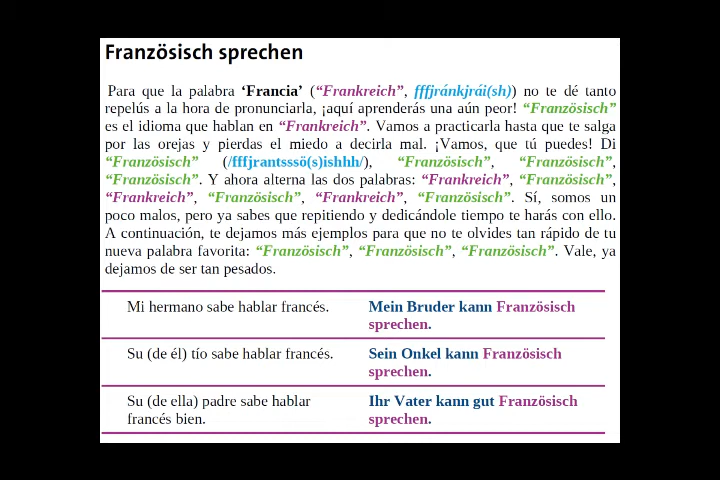 Französisch sprechen
Para que la palabra ‘Francia’ (“Frankreich”, fffjránkjrái(sh)) no te dé tanto
repelús a la hora de pronunciarla, ¡aquí aprenderás una aún peor! “Französisch”
es el idioma que hablan en “Frankreich”. Vamos a practicarla hasta que te salga
por las orejas y pierdas el miedo a decirla mal. ¡Vamos, que tú puedes! Di
“Französisch” (/fffjrantsssö(s)ishhh/), “Französisch”, “Französisch”,
“Französisch”. Y ahora alterna las dos palabras: “Frankreich”, “Französisch”,
“Frankreich”, “Französisch”, “Frankreich”, “Französisch”. Sí, somos un
poco malos, pero ya sabes que repitiendo y dedicándole tiempo te harás con ello.
A continuación, te dejamos más ejemplos para que no te olvides tan rápido de tu
nueva palabra favorita: “Französisch”, “Französisch”, “Französisch”. Vale, ya
dejamos de ser tan pesados.
Mi hermano sabe hablar francés.
Mein Bruder kann Französisch
sprechen.
Su (de él) tío sabe hablar francés.
Sein Onkel kann Französisch
sprechen.
Su (de ella) padre sabe hablar
francés bien.
Ihr Vater kann gut Französisch
sprechen.